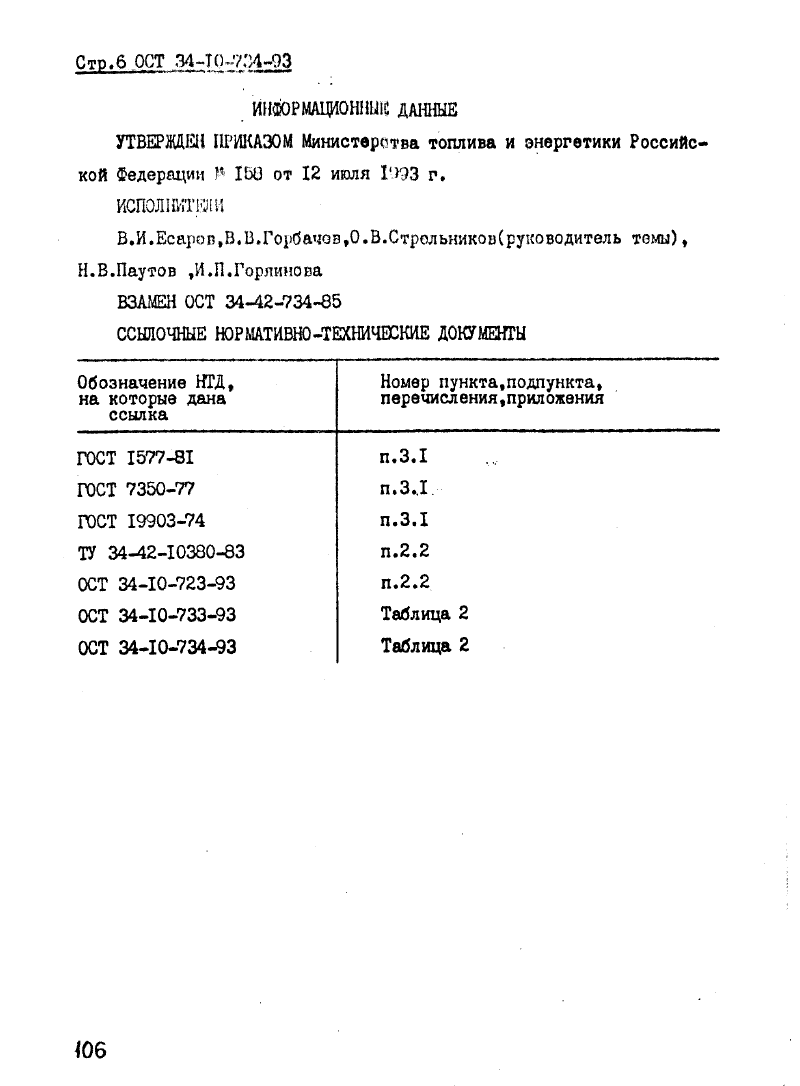 Стр.6 ОСТ 34-10-734-93
ИНФОРМАЦИОННЫЕ ДАННЫЕ
УТВЕРЖДЕН ПРИКАЗОМ Министерства топлива и энергетики Российс-
кой Федерации № от 12 июля 1993 г.
ИСПОЛНИТЕЛИ
В.И.Есарев,В.В.Горбачев,О.В.Стрельников(руководитель темы),
Н.В.Паутов ,И.П.Горяинова
ВЗАМЕН ОСТ 34-42-734-85
ССЫЛОЧНЫЕ НОРМАТИВНО-ТЕХНИЧЕСКИЕ ДОКУМЕНТЫ
Обозначение НТД, Номер пункта,подпункта,
на которые дана перечисления,приложения
ссылка
ГОСТ 1577-81 п.3.1
ГОСТ 7350-77 п.3.1
ГОСТ 19903-74 п.3.1
ТУ 34-42-10380-83 п.2.2
ОСТ 34-10-723-93 п.2.2
ОСТ 34-10-733-93 Таблица 2
ОСТ 34-10-734-93 Таблица 2
106